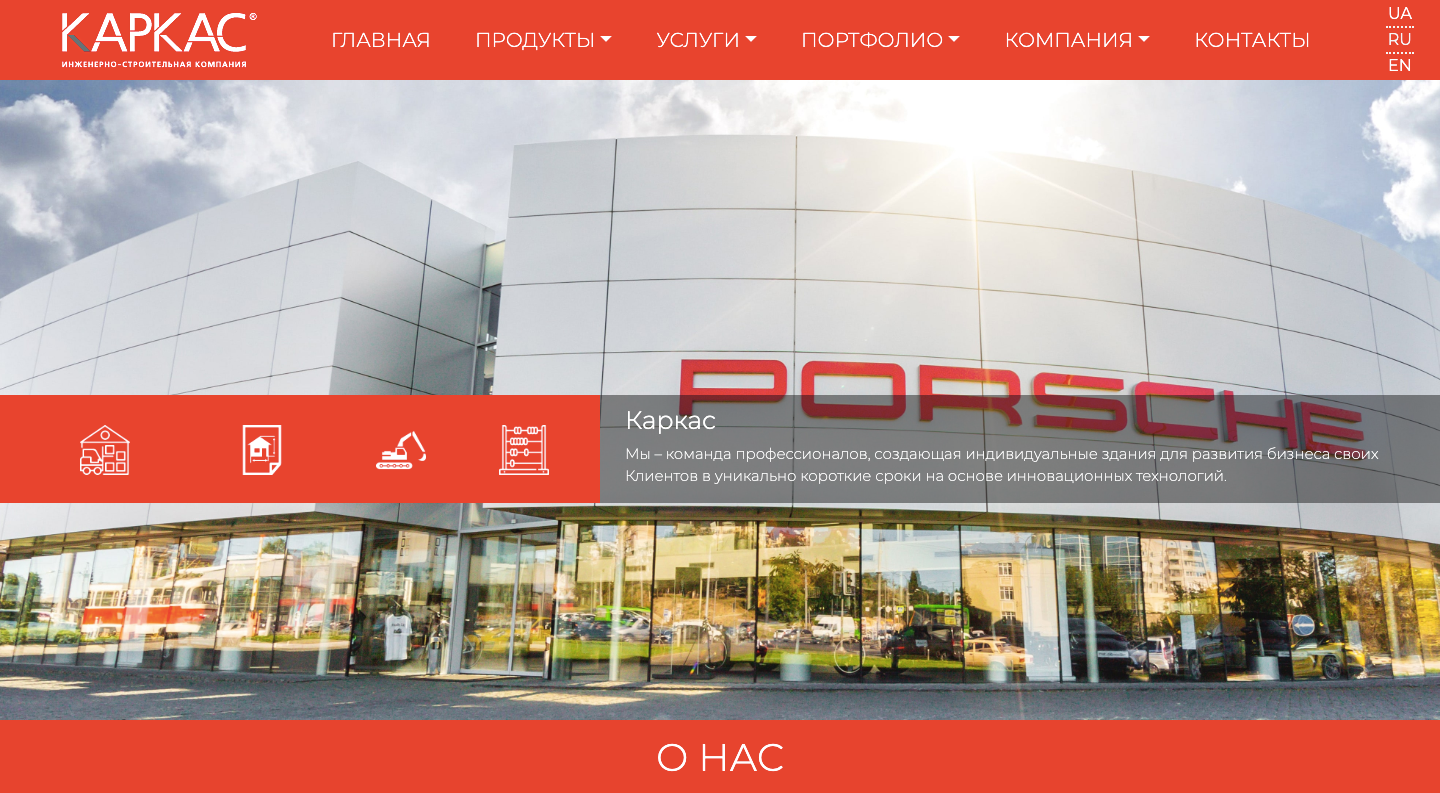 КАРКАС®
ИНЖЕНЕРНО-СТРОИТЕЛЬНАЯ КОМПАНИЯ
ГЛАВНАЯ
ПРОДУКТЫ
УСЛУГИ
ПОРТФОЛИО
КОМПАНИЯ
КОНТАКТЫ
UA
RU
EN
PORSCHE
Каркас
Мы – команда профессионалов, создающая индивидуальные здания для развития бизнеса своих
Клиентов в уникально короткие сроки на основе инновационных технологий.
О НАС